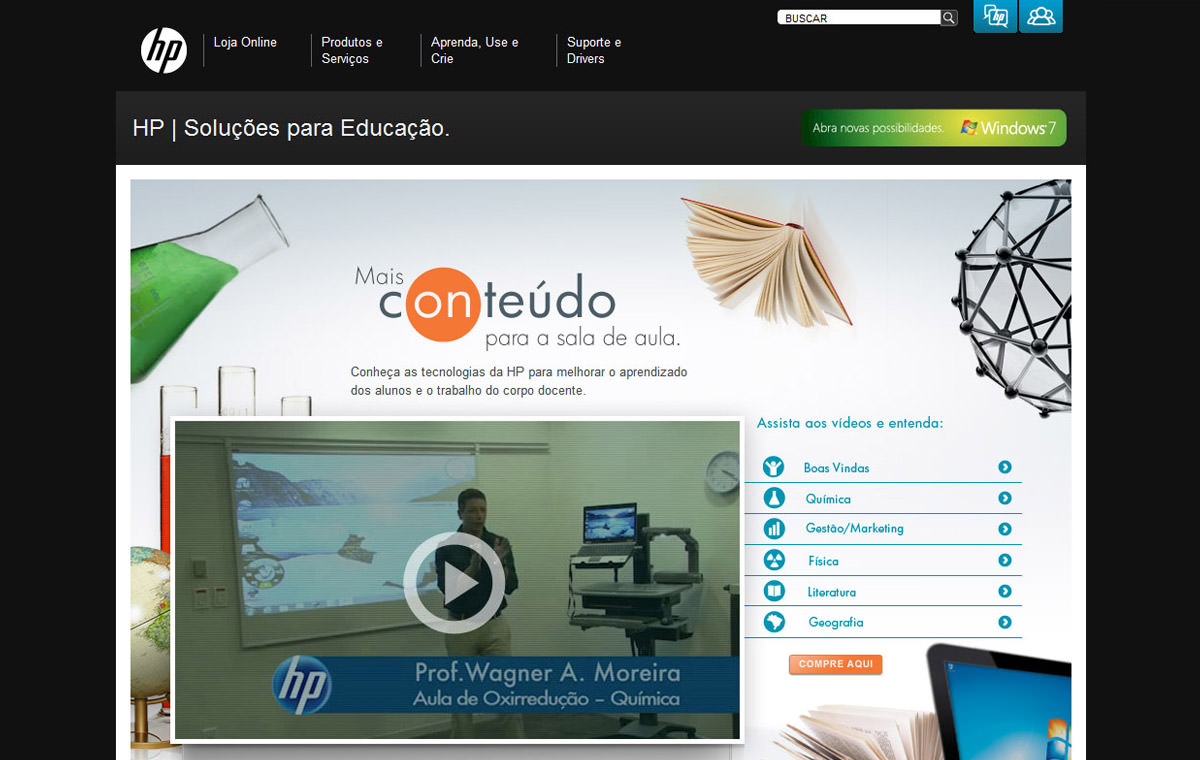 BUSCAR
hp
hp
Loja Online
Produtos e
Serviços
Aprenda, Use e
Crie
Suporte e
Drivers
HP | Soluções para Educação.
Abra novas possibilidades. Windows 7
Mais
conteúdo
para a sala de aula.
Conheça as tecnologias da HP para melhorar o aprendizado
dos alunos e o trabalho do corpo docente.
Assista aos vídeos e entenda:
Boas Vindas
Química
Gestão/Marketing
Física
Literatura
Geografia
COMPRE AQUI
hp
Prof.Wagner A. Moreira
Aula de Oxirredução – Química